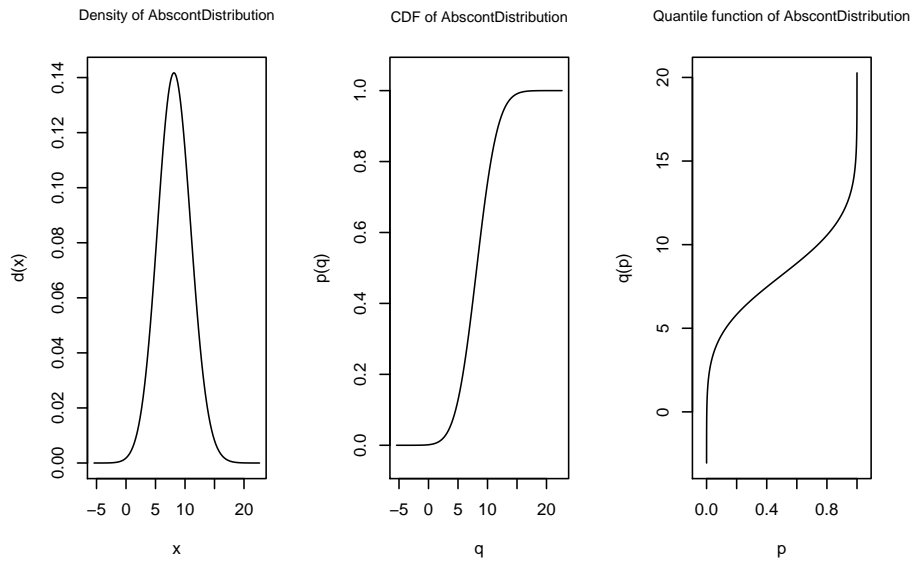 Density of AbscontDistribution
d(x)
0.00 0.02 0.04 0.06 0.08 0.10 0.12 0.14
−5 0 5 10 20
x
CDF of AbscontDistribution
p(q)
0.0 0.2 0.4 0.6 0.8 1.0
−5 0 5 10 20
q
Quantile function of AbscontDistribution
q(p)
0 5 10 15 20
0.0 0.4 0.8
p